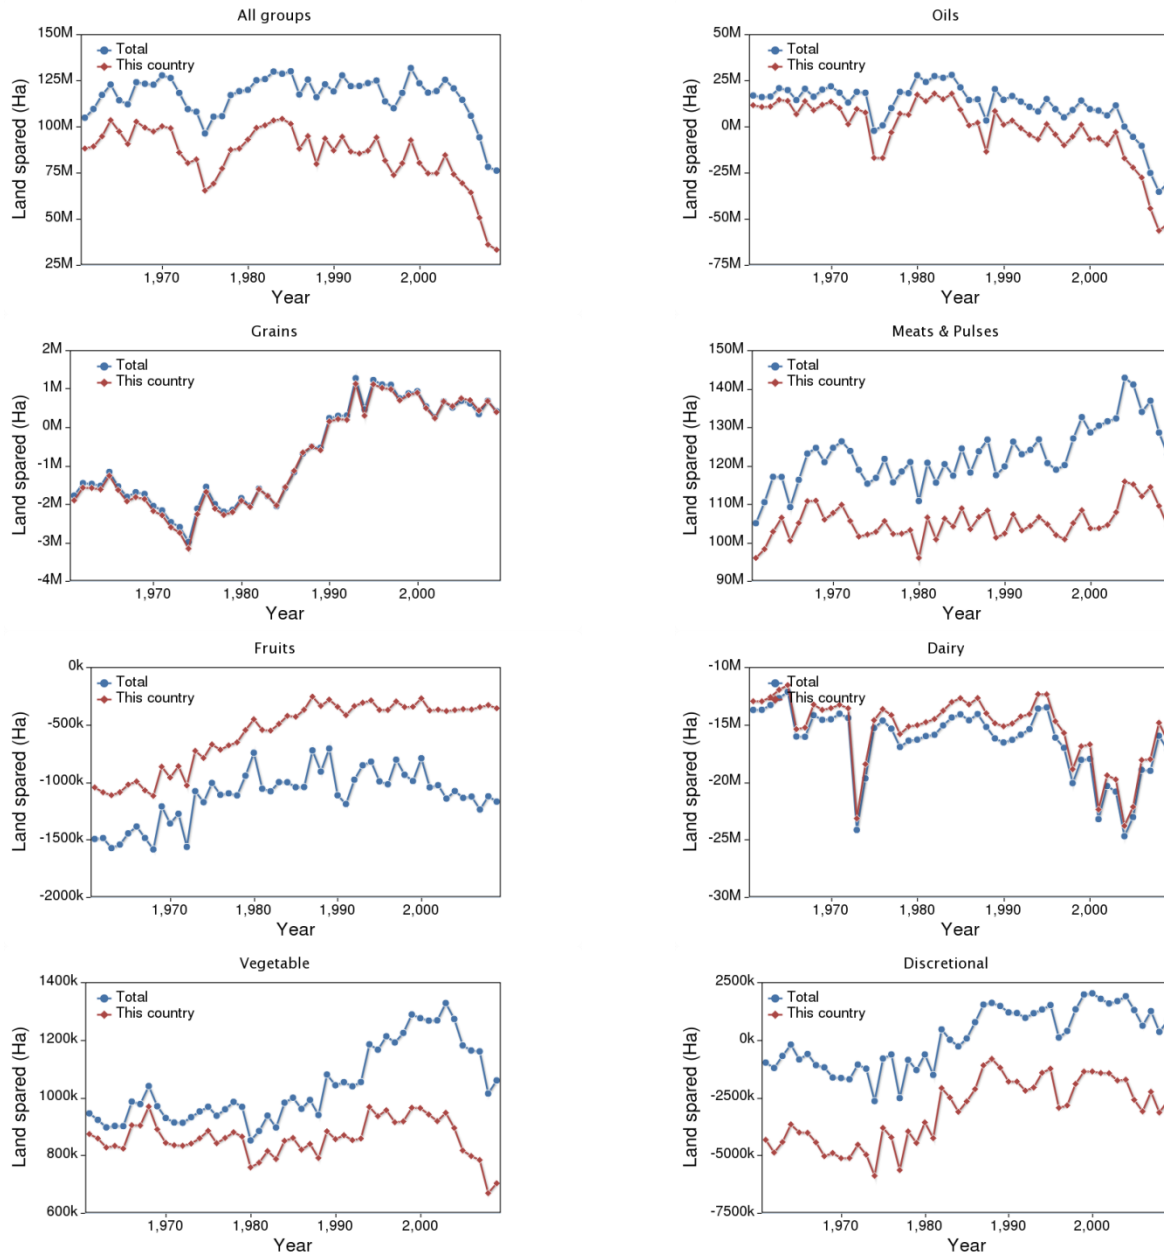 All groups
150M
125M
100M
75M
50M
25M
Land spared (Ha)
Total
This country
1,970
1,980
1,990
2,000
Year
Oils
50M
25M
0M
-25M
-50M
-75M
Land spared (Ha)
Total
This country
1,970
1,980
1,990
2,000
Year
Grains
2M
1M
0M
-1M
-2M
-3M
-4M
Land spared (Ha)
Total
This country
1,970
1,980
1,990
2,000
Year
Meats & Pulses
150M
140M
130M
120M
110M
100M
90M
Land spared (Ha)
Total
This country
1,970
1,980
1,990
2,000
Year
Fruits
0k
-500k
-1000k
-1500k
-2000k
Land spared (Ha)
Total
This country
1,970
1,980
1,990
2,000
Year
Dairy
-10M
-15M
-20M
-25M
-30M
Land spared (Ha)
Total
This country
1,970
1,980
1,990
2,000
Year
Vegetable
1400k
1200k
1000k
800k
600k
Land spared (Ha)
Total
This country
1,970
1,980
1,990
2,000
Year
Discretional
2500k
0k
-2500k
-5000k
-7500k
Land spared (Ha)
Total
This country
1,970
1,980
1,990
2,000
Year